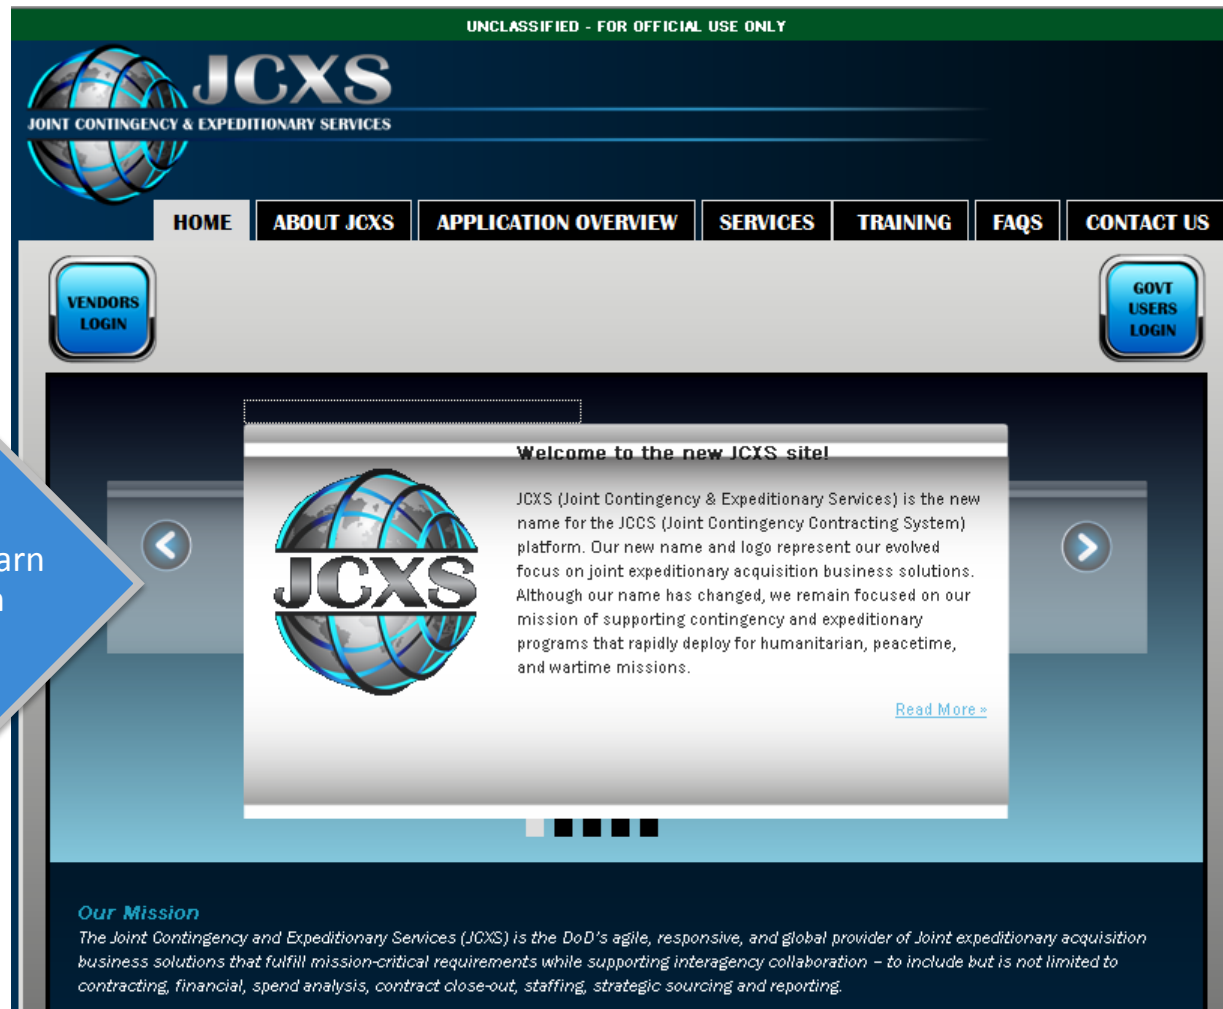 UNCLASSIFIED - FOR OFFICIAL USE ONLY
JCXS
JOINT CONTINGENCY & EXPEDITIONARY SERVICES
HOME
ABOUT JCXS
APPLICATION OVERVIEW
SERVICES
TRAINING
FAQS
CONTACT US
VENDORS
LOGIN
GOVT
USERS
LOGIN
Welcome to the new JCXS site!
JCXS (Joint Contingency & Expeditionary Services) is the new
name for the JCCS (Joint Contingency Contracting System)
platform. Our new name and logo represent our evolved
focus on joint expeditionary acquisition business solutions.
Although our name has changed, we remain focused on our
mission of supporting contingency and expeditionary
programs that rapidly deploy for humanitarian, peacetime,
and wartime missions.
JCXS
Read More »
Our Mission
The Joint Contingency and Expeditionary Services (JCXS) is the DoD's agile, responsive, and global provider of Joint expeditionary acquisition
business solutions that fulfill mission-critical requirements while supporting interagency collaboration – to include but is not limited to
contracting, financial, spend analysis, contract close-out, staffing, strategic sourcing and reporting.